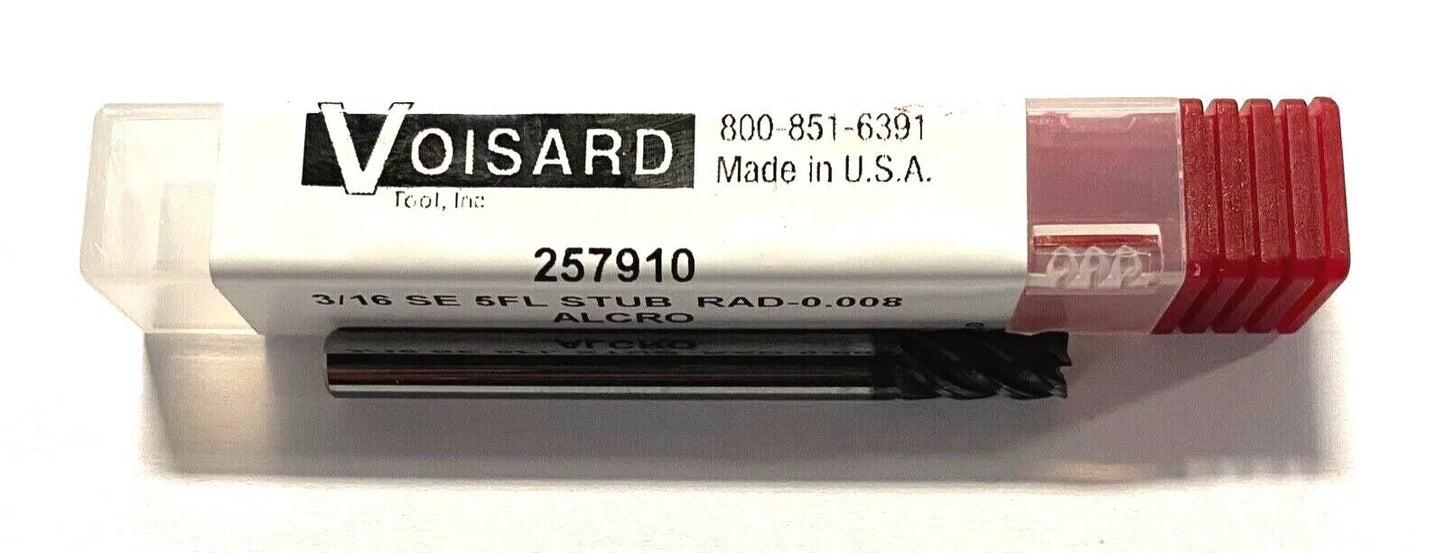 VOISARD
Tool, Inc
800-851-6391
Made in U.S.A.
257910
3/16 SE 5FL STUB RAD-0.008
ALCRO